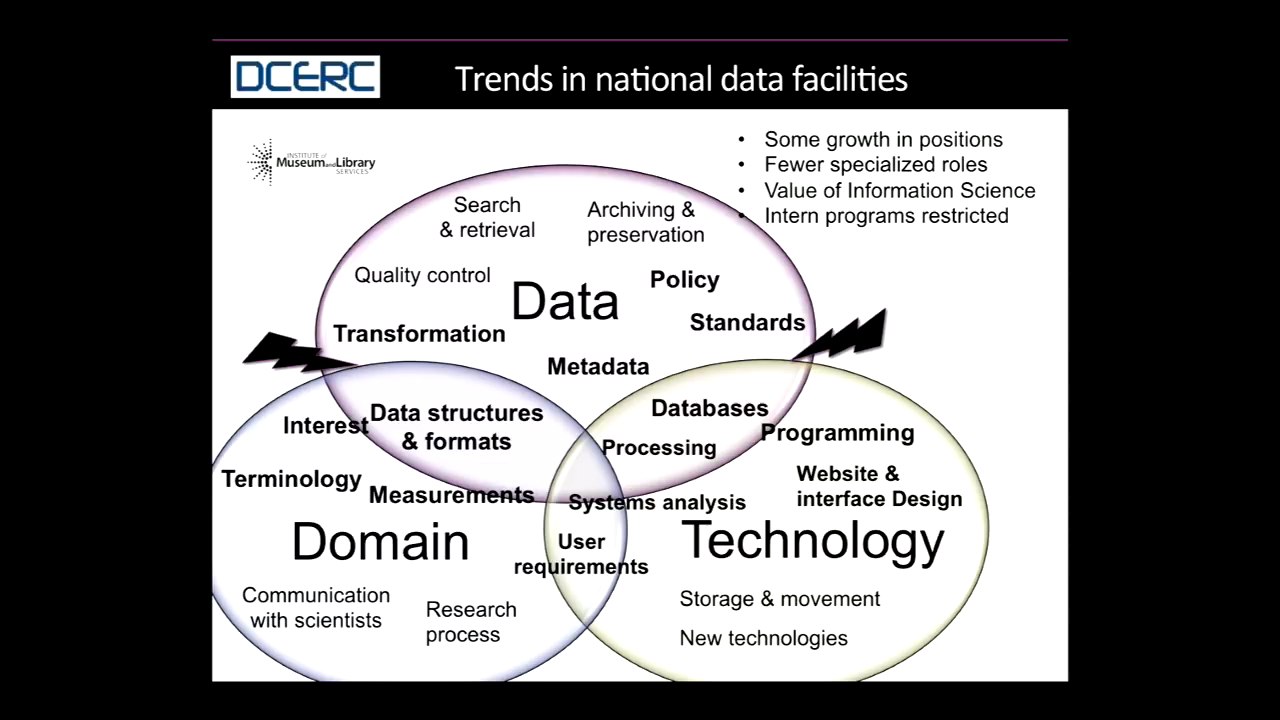 DCERC
Trends in national data facilities
INSTITUTE of
Museum and Library
SERVICES
• Some growth in positions
• Fewer specialized roles
• Value of Information Science
• Intern programs restricted
Search
& retrieval
Archiving &
preservation
Quality control
Policy
Data
Standards
Transformation
Metadata
Interest
Data structures
& formats
Databases
Programming
Processing
Terminology
Measurements
Systems analysis
Website &
interface Design
Domain
User
requirements
Technology
Communication
with scientists
Research
process
Storage & movement
New technologies